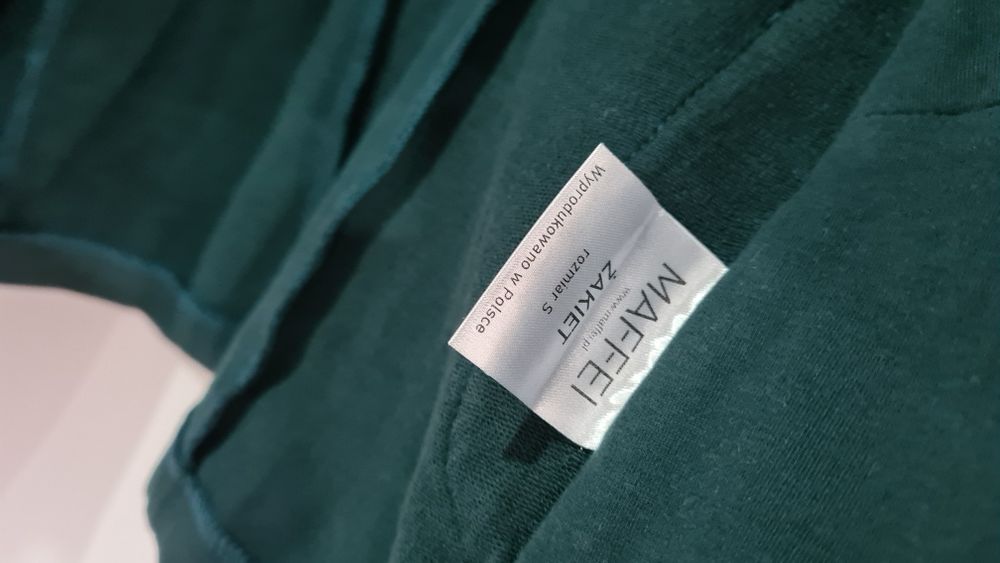 MAFFEI
www.maffei.pl
ŻAKIET
rozmiar S
Wyprodukowano w Polsce